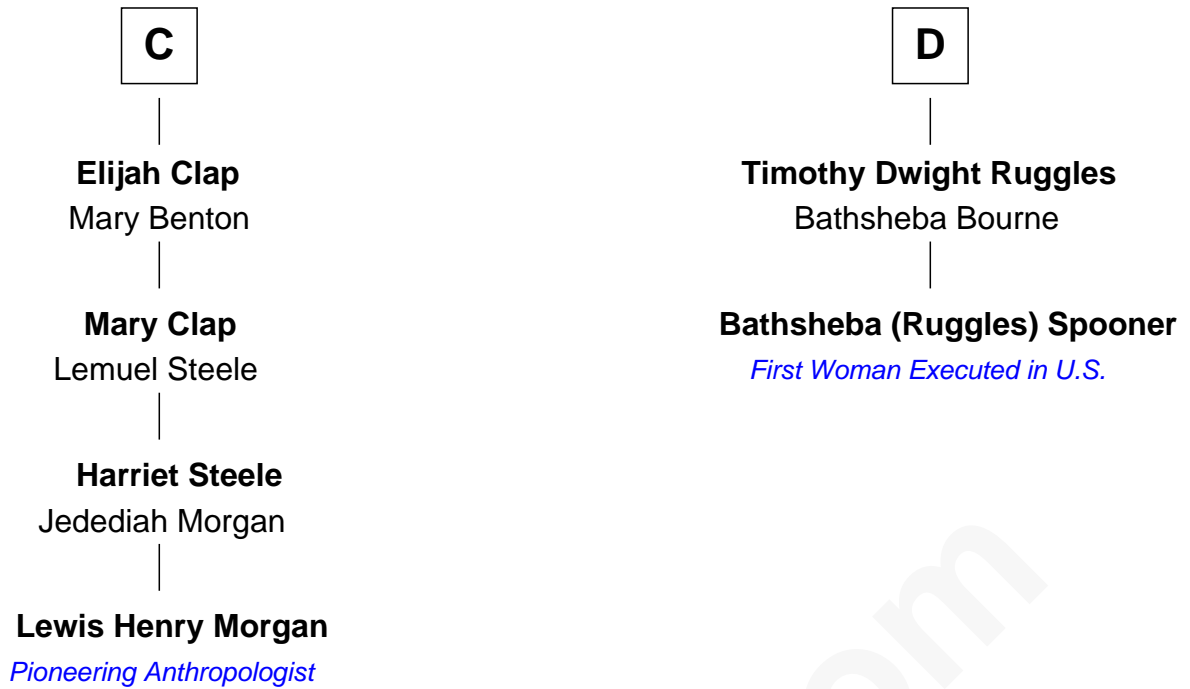 C
Elijah Clap
Mary Benton
Mary Clap
Lemuel Steele
Harriet Steele
Jedediah Morgan
Lewis Henry Morgan
Pioneering Anthropologist
D
Timothy Dwight Ruggles
Bathsheba Bourne
Bathsheba (Ruggles) Spooner
First Woman Executed in U.S.
om